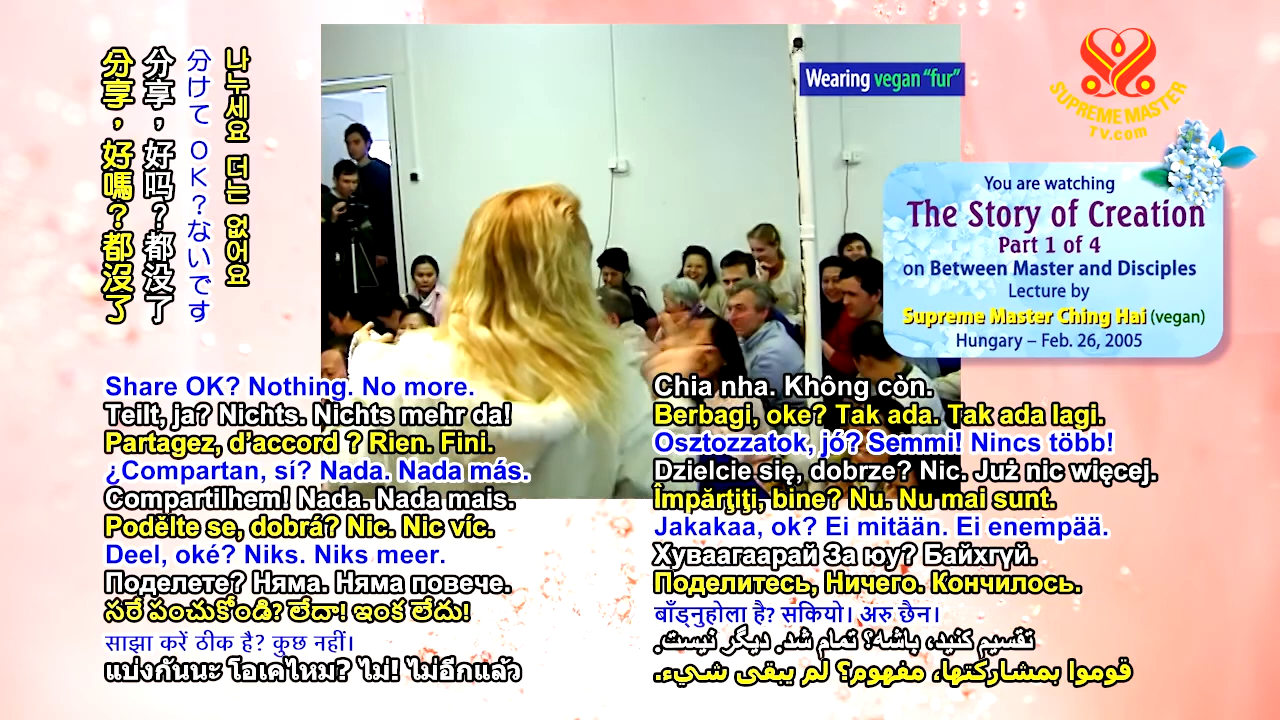 나누세요 더는 없어요
分けて OK?ないです
分享，好吗？都没了
分享，好嗎？都沒了
Wearing vegan “fur”
SUPREME MASTER
TV.com
You are watching
The Story of Creation
Part 1 of 4
on Between Master and Disciples
Lecture by
Supreme Master Ching Hai (vegan)
Hungary – Feb. 26, 2005
Share OK? Nothing. No more.
Teilt, ja? Nichts. Nichts mehr da!
Partagez, d’accord ? Rien. Fini.
¿Compartan, sí? Nada. Nada más.
Compartilhem! Nada. Nada mais.
Podělte se, dobrá? Nic. Nic víc.
Deel, oké? Niks. Niks meer.
Поделете? Няма. Няма повече.
సరే పంచుకోండి? లేదా! ఇంక లేదు!
साझा करें ठीक है? कुछ नहीं।
แบ่งกันนะ โอเคไหม? ไม่! ไม่อีกแล้ว
Chia nha. Không còn.
Berbagi, oke? Tak ada. Tak ada lagi.
Osztozzatok, jó? Semmi! Nincs több!
Dzielcie się, dobrze? Nic. Już nic więcej.
Împărţiţi, bine? Nu. Nu mai sunt.
Jakakaa, ok? Ei mitään. Ei enempää.
Хуваагаарай За юу? Байхгүй.
Поделитесь, Ничего. Кончилось.
बाँड्नुहोला है? सकियो। अरु छैन।
تقسیم کنید، باشه؟ تمام شد. دیگر نیست.
قوموا بمشاركتها، مفهوم؟ لم يبقى شيء.